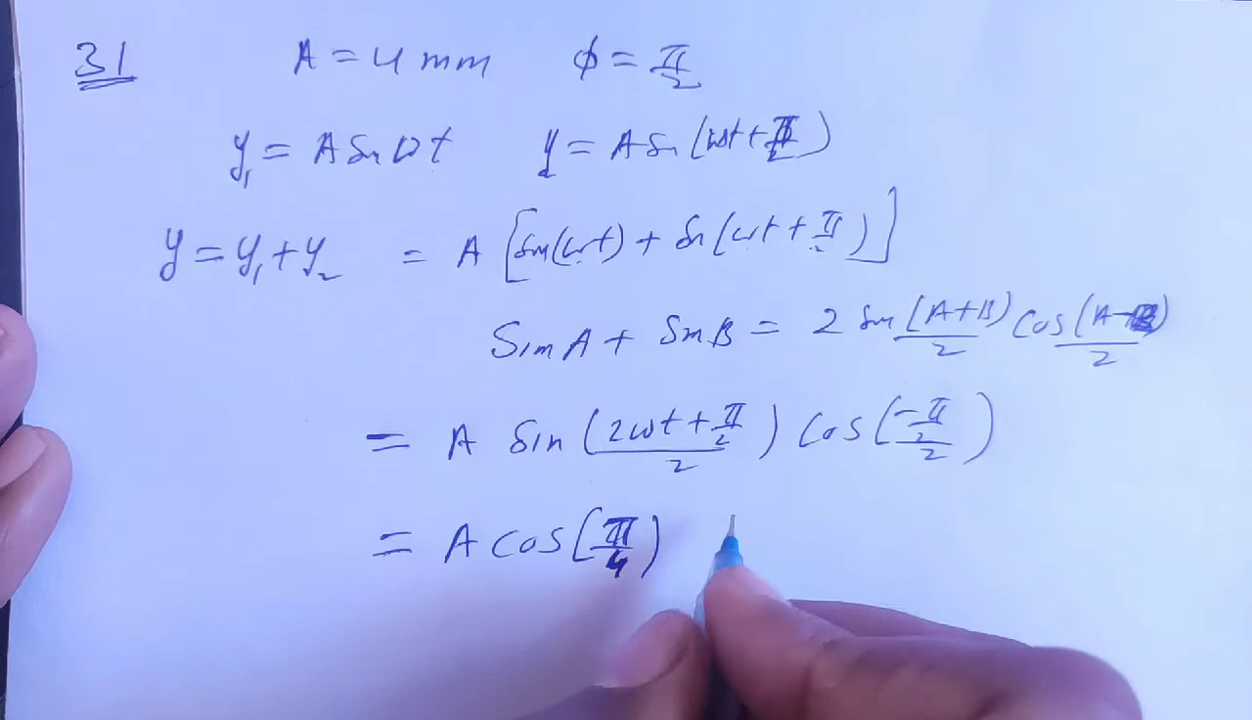 31 A = 4 mm φ = π/2
y₁ = A Sin ωt y₂ = A Sin (ωt + π/2)
y = y₁ + y₂ = A [Sin(ωt) + Sin(ωt + π/2)]
Sin A + Sin B = 2 Sin (A+B)/2 Cos (A-B)/2
= A Sin ((2ωt + π/2)/2) Cos ((-π/2)/2)
= A Cos (π/4)